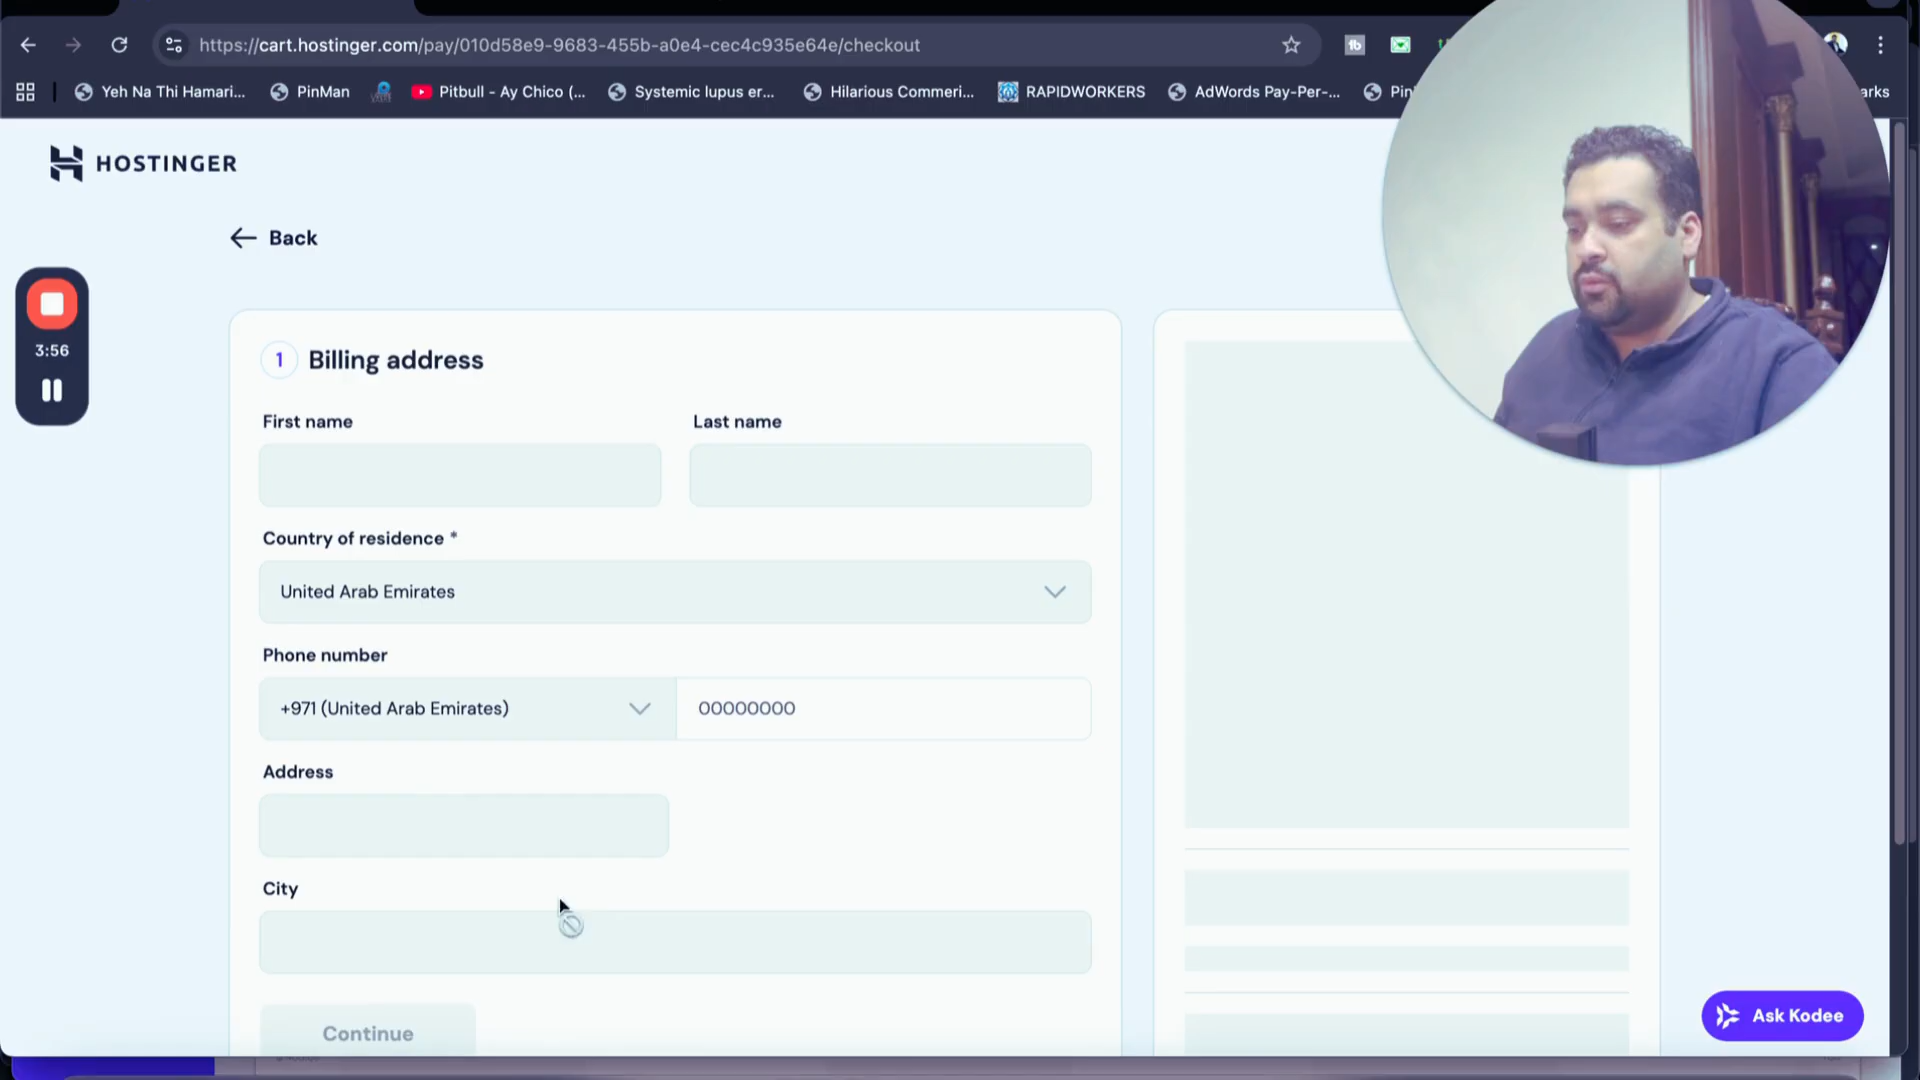 https://cart.hostinger.com/pay/010d58e9-9683-455b-a0e4-cec4c935e64e/checkout
Yeh Na Thi Hamari... PinMan Pitbull - Ay Chico (... Systemic lupus er... Hilarious Commeri... RAPIDWORKERS AdWords Pay-Per-... Pin arks
HOSTINGER
Back
3:56
1 Billing address
First name Last name
Country of residence *
United Arab Emirates
Phone number
+971 (United Arab Emirates) 00000000
Address
City
Continue
Ask Kodee